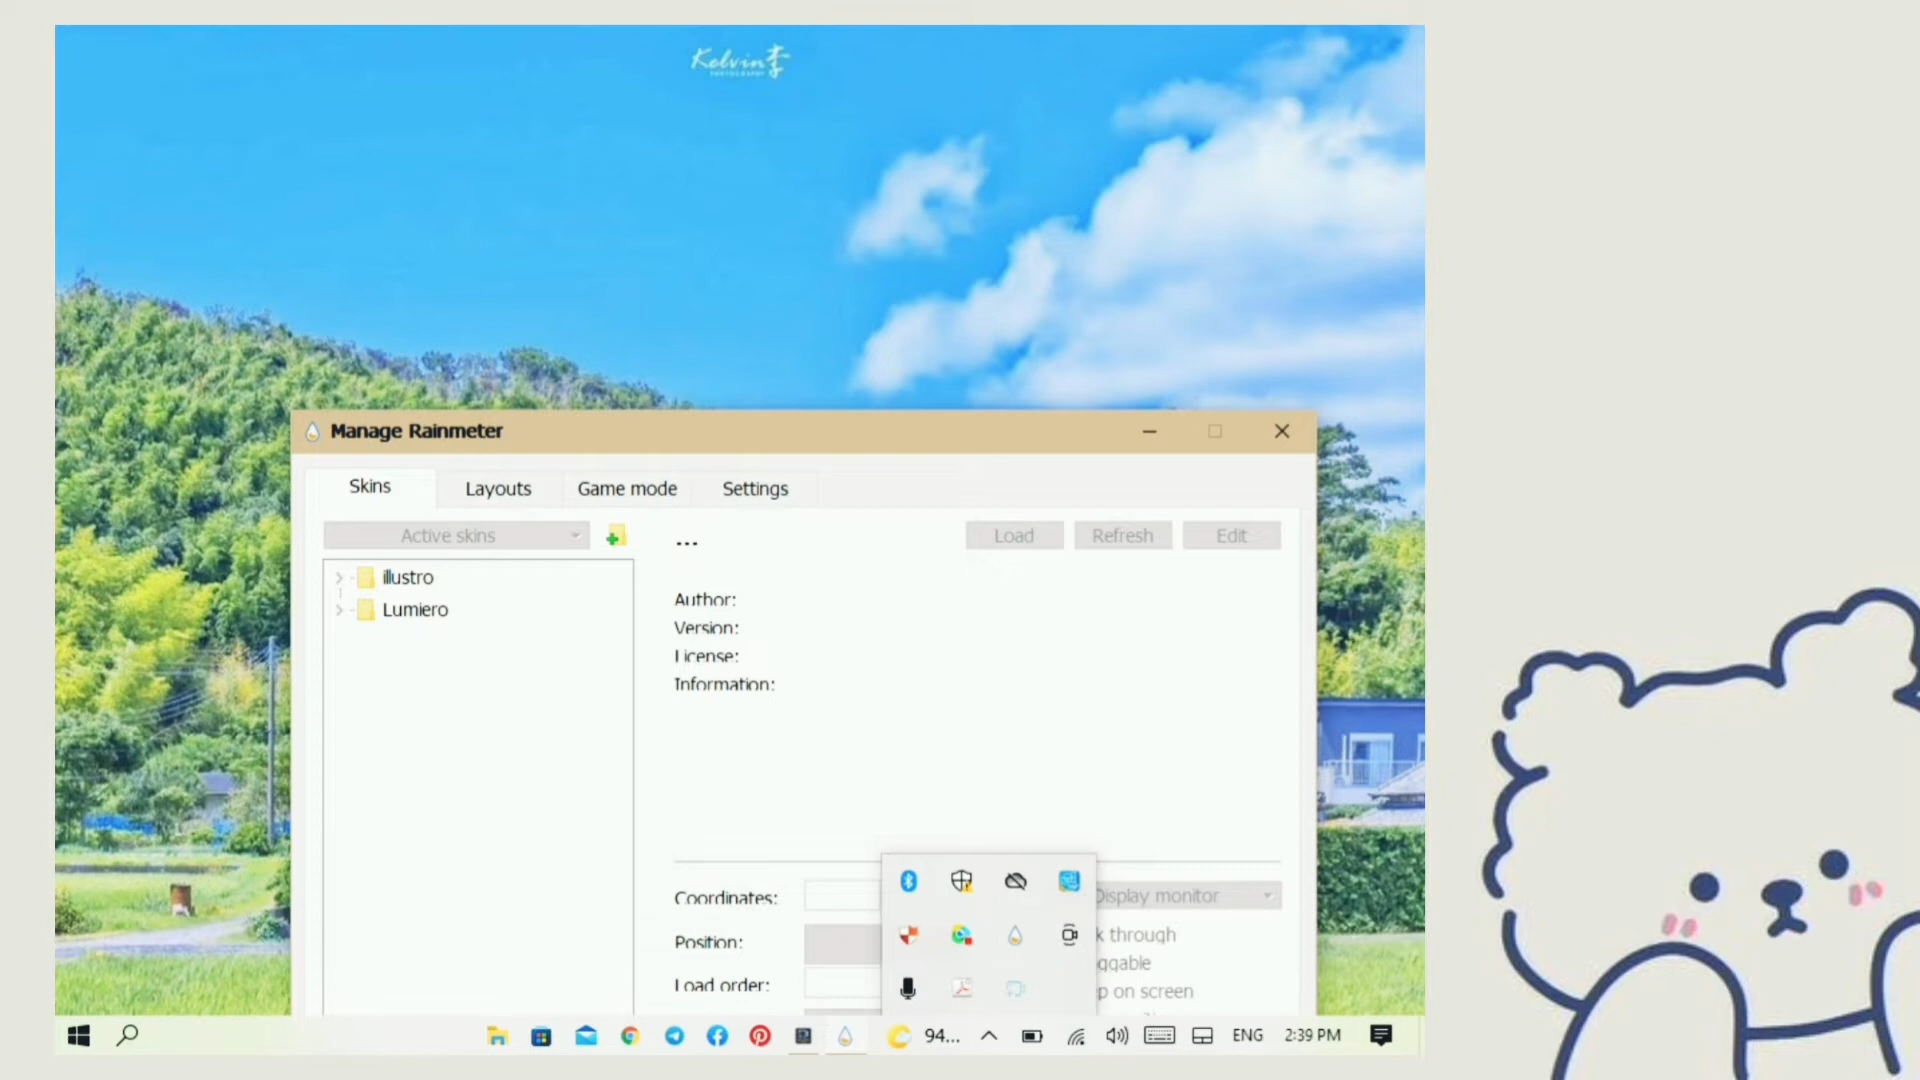 Kelvin李
PHOTOGRAPHY
Manage Rainmeter
Skins
Layouts
Game mode
Settings
Active skins
...
Load
Refresh
Edit
illustro
Lumiero
Author:
Version:
License:
Information:
Coordinates:
Display monitor
Position:
k through
ggable
Load order:
p on screen
94...
ENG
2:39 PM